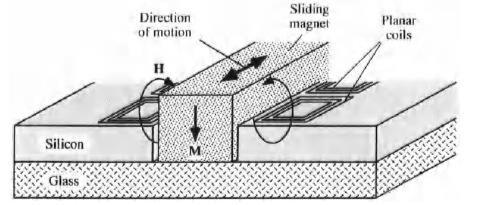 Direction
of motion
Sliding
magnet
Planar
coils
H
Silicon
M
Glass